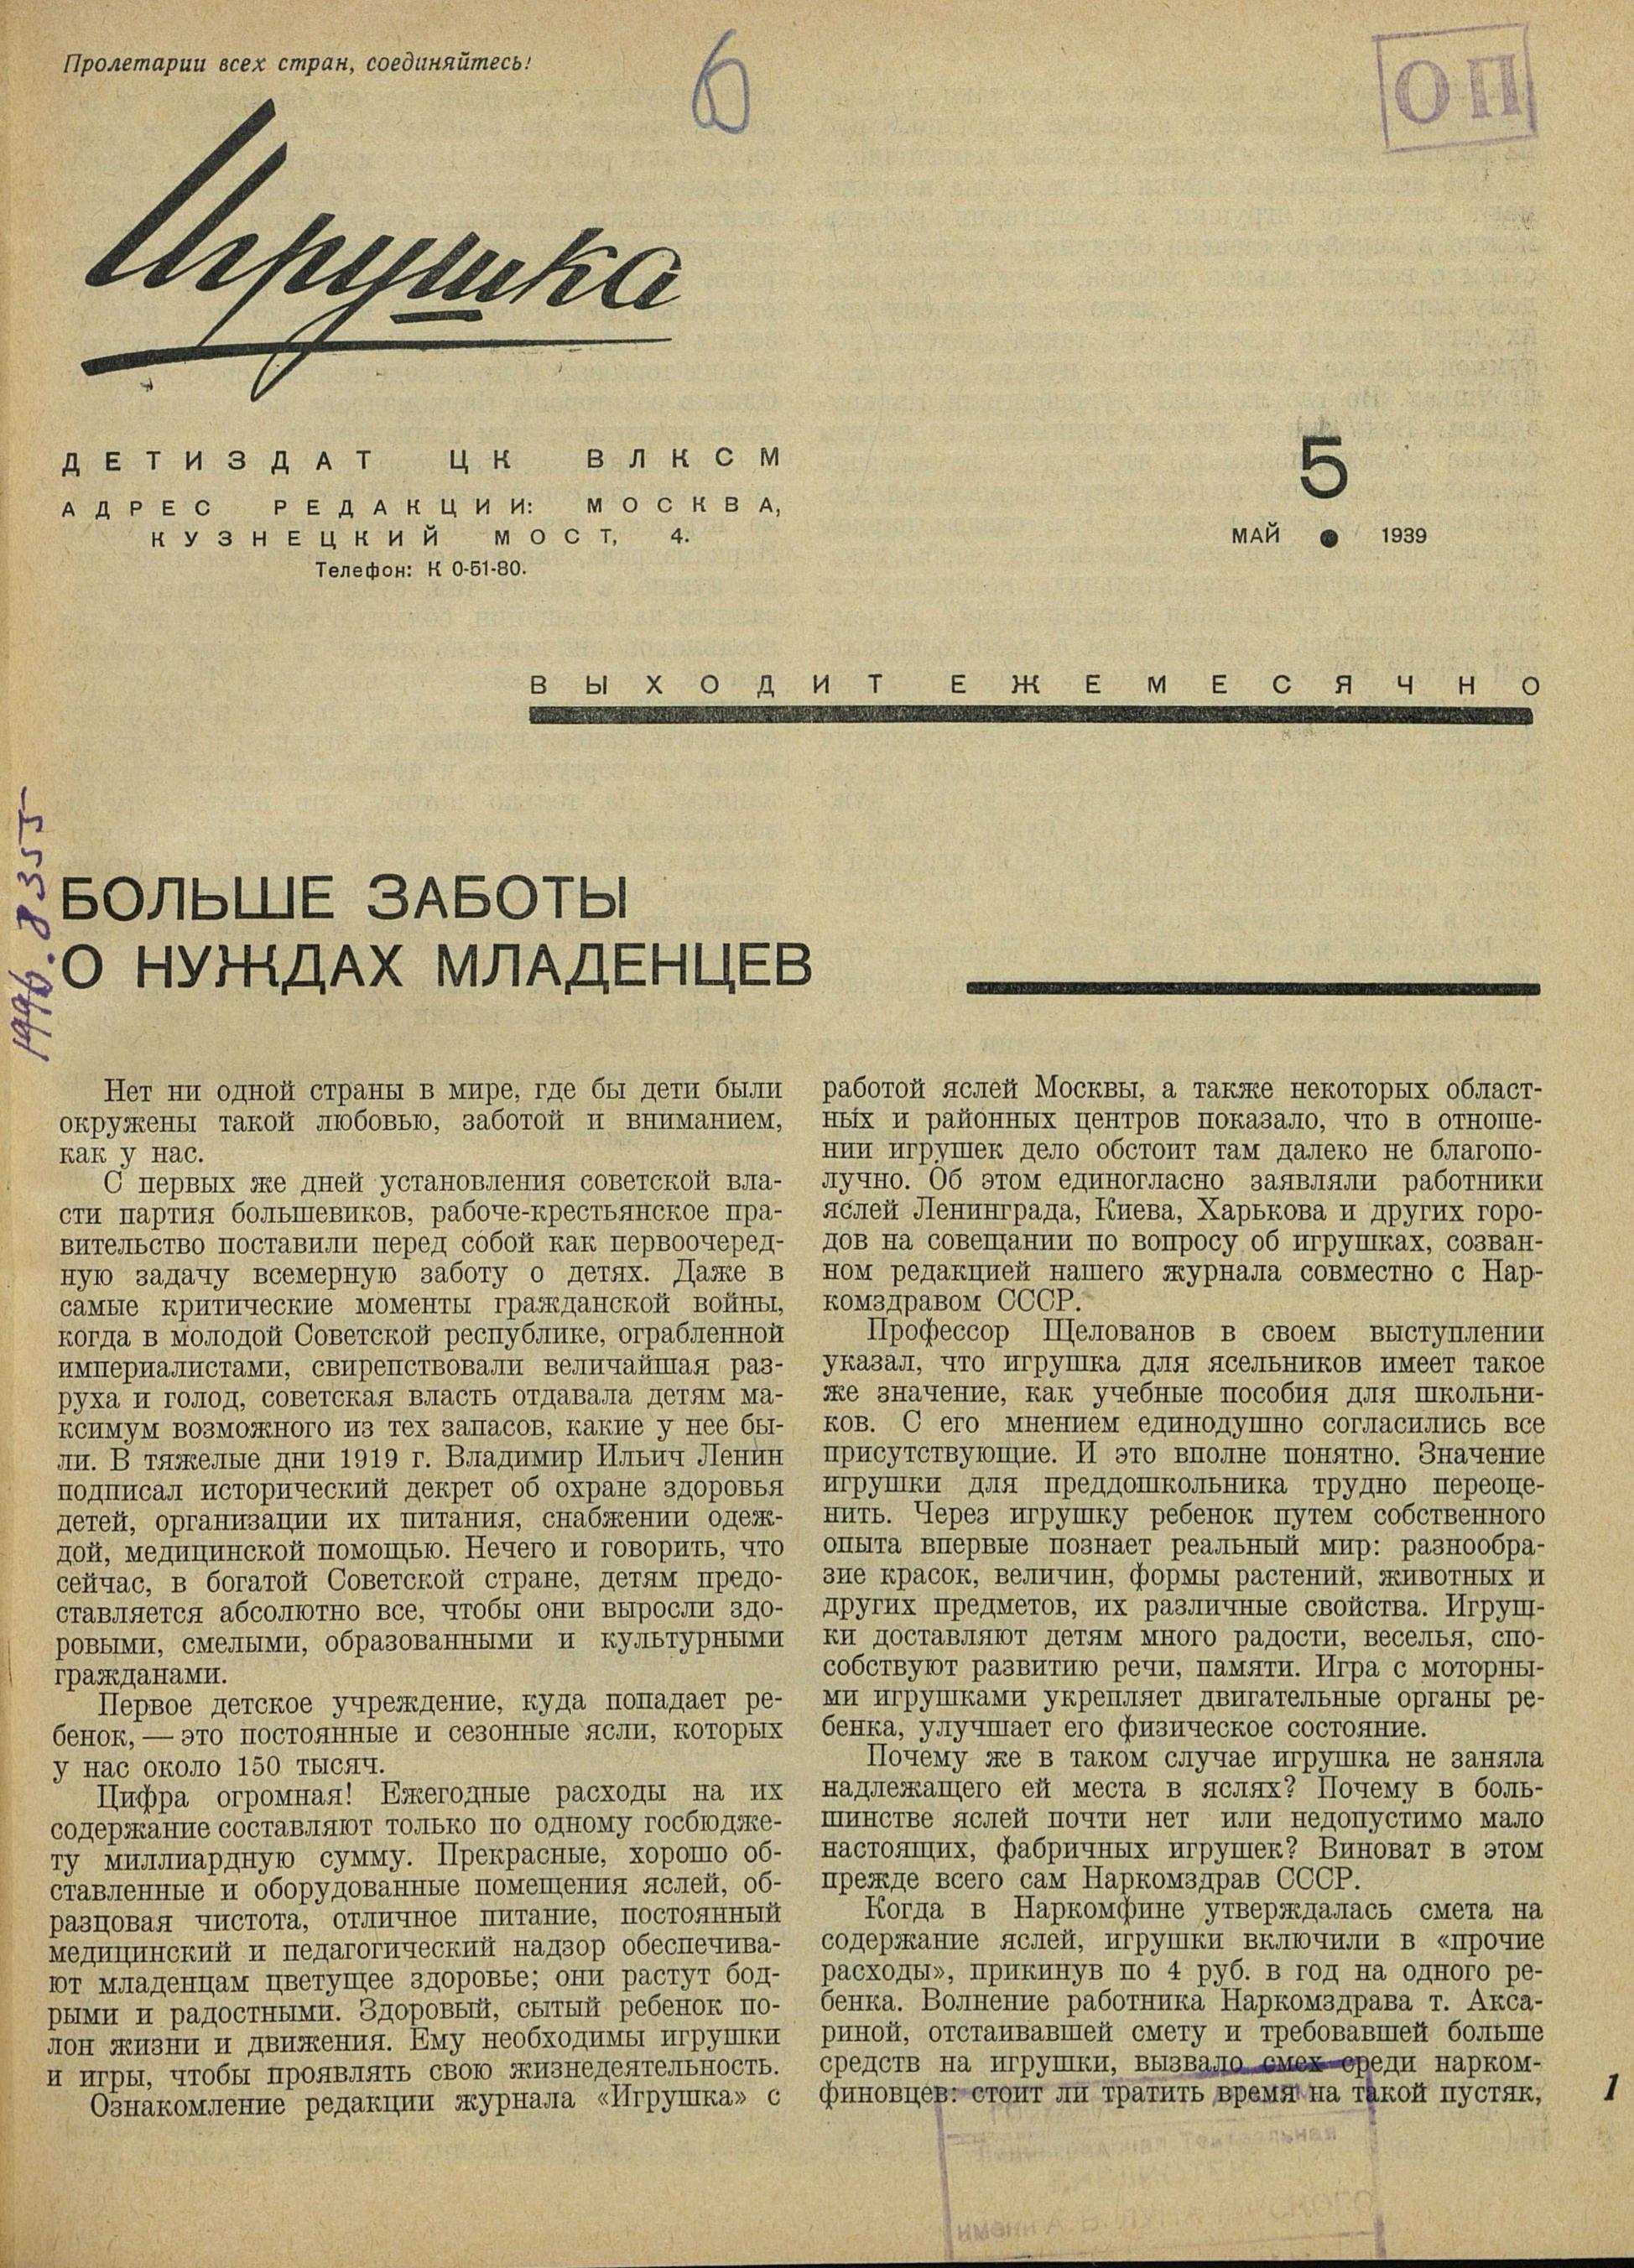 Пролетарии всех стран, соединяйтесь!
6
ОП
Игрушка
ДЕТИЗДАТ ЦК ВЛКСМ
АДРЕС РЕДАКЦИИ: МОСКВА,
КУЗНЕЦКИЙ МОСТ, 4.
Телефон: К 0-51-80.
5
МАЙ ● 1939
ВЫХОДИТ ЕЖЕМЕСЯЧНО
БОЛЬШЕ ЗАБОТЫ
О НУЖДАХ МЛАДЕНЦЕВ
Нет ни одной страны в мире, где бы дети были
окружены такой любовью, заботой и вниманием,
как у нас.
С первых же дней установления советской вла-
сти партия большевиков, рабоче-крестьянское пра-
вительство поставили перед собой как первоочеред-
ную задачу всемерную заботу о детях. Даже в
самые критические моменты гражданской войны,
когда в молодой Советской республике, ограбленной
империалистами, свирепствовали величайшая раз-
руха и голод, советская власть отдавала детям ма-
ксимум возможного из тех запасов, какие у нее бы-
ли. В тяжелые дни 1919 г. Владимир Ильич Ленин
подписал исторический декрет об охране здоровья
детей, организации их питания, снабжении одеж-
дой, медицинской помощью. Нечего и говорить, что
сейчас, в богатой Советской стране, детям предо-
ставляется абсолютно все, чтобы они выросли здо-
ровыми, смелыми, образованными и культурными
гражданами.
Первое детское учреждение, куда попадает ре-
бенок, — это постоянные и сезонные ясли, которых
у нас около 150 тысяч.
Цифра огромная! Ежегодные расходы на их
содержание составляют только по одному госбюдже-
ту миллиардную сумму. Прекрасные, хорошо об-
ставленные и оборудованные помещения яслей, об-
разцовая чистота, отличное питание, постоянный
медицинский и педагогический надзор обеспечива-
ют младенцам цветущее здоровье; они растут бод-
рыми и радостными. Здоровый, сытый ребенок по-
лон жизни и движения. Ему необходимы игрушки
и игры, чтобы проявлять свою жизнедеятельность.
Ознакомление редакции журнала «Игрушка» с
работой яслей Москвы, а также некоторых област-
ных и районных центров показало, что в отноше-
нии игрушек дело обстоит там далеко не благопо-
лучно. Об этом единогласно заявляли работники
яслей Ленинграда, Киева, Харькова и других горо-
дов на совещании по вопросу об игрушках, созван-
ном редакцией нашего журнала совместно с Нар-
комздравом СССР.
Профессор Щелованов в своем выступлении
указал, что игрушка для ясельников имеет такое
же значение, как учебные пособия для школьни-
ков. С его мнением единодушно согласились все
присутствующие. И это вполне понятно. Значение
игрушки для преддошкольника трудно переоце-
нить. Через игрушку ребенок путем собственного
опыта впервые познает реальный мир: разнообра-
зие красок, величин, формы растений, животных и
других предметов, их различные свойства. Игруш-
ки доставляют детям много радости, веселья, спо-
собствуют развитию речи, памяти. Игра с моторны-
ми игрушками укрепляет двигательные органы ре-
бенка, улучшает его физическое состояние.
Почему же в таком случае игрушка не заняла
надлежащего ей места в яслях? Почему в боль-
шинстве яслей почти нет или недопустимо мало
настоящих, фабричных игрушек? Виноват в этом
прежде всего сам Наркомздрав СССР.
Когда в Наркомфине утверждалась смета на
содержание яслей, игрушки включили в «прочие
расходы», прикинув по 4 руб. в год на одного ре-
бенка. Волнение работника Наркомздрава т. Акса-
риной, отстаивавшей смету и требовавшей больше
средств на игрушки, вызвало смех среди нарком-
финовцев: стоит ли тратить время на такой пустяк,
1